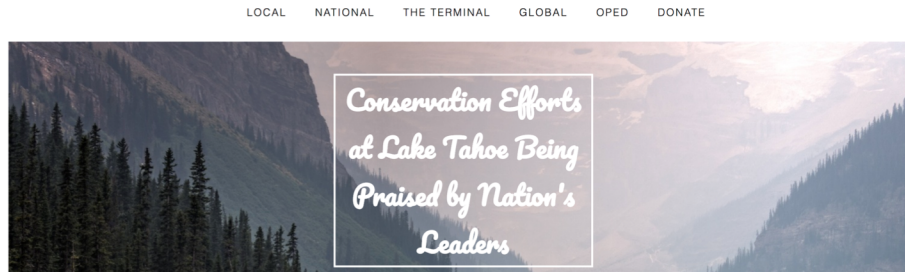 LOCAL NATIONAL THE TERMINAL GLOBAL OPED DONATE
Conservation Efforts
at Lake Tahoe Being
Praised by Nation's
Leaders